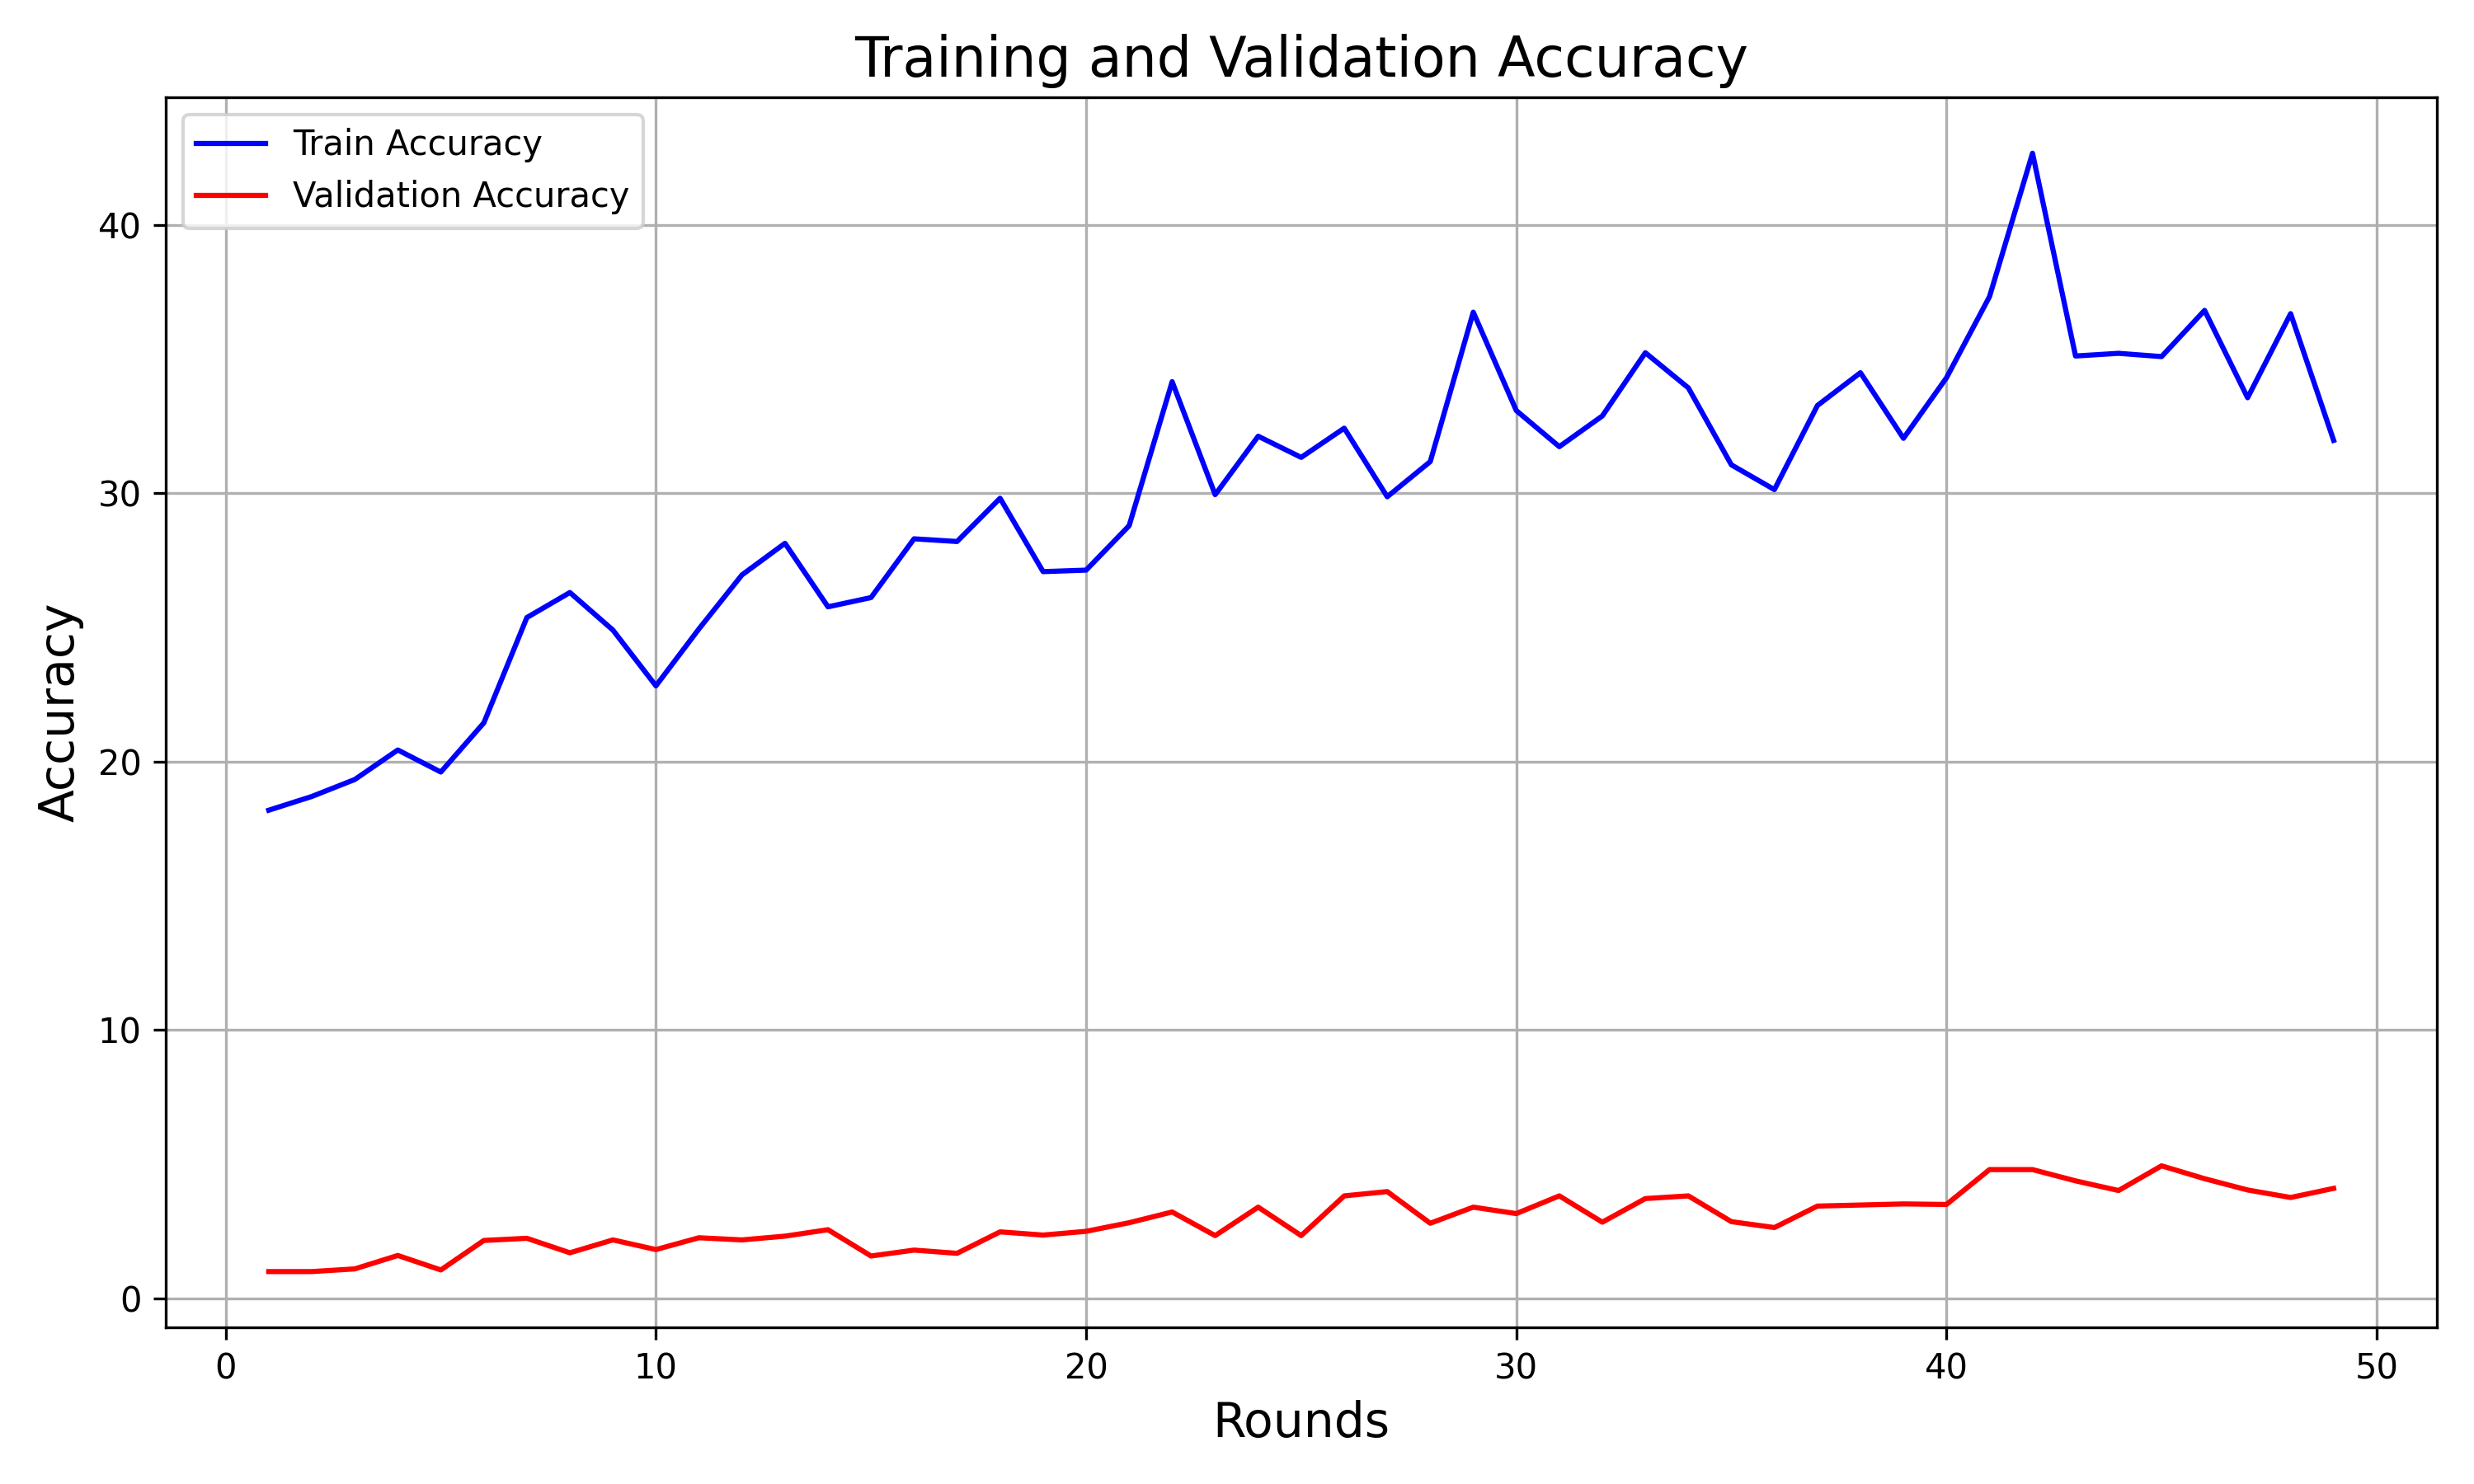 Training and Validation Accuracy
Train Accuracy
Validation Accuracy
Accuracy
40
30
20
10
0
0 10 20 30 40 50
Rounds